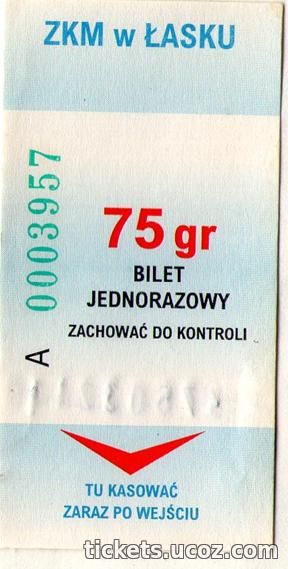 ZKM w ŁASKU
A 0003957
75 gr
BILET
JEDNORAZOWY
ZACHOWAĆ DO KONTROLI
TU KASOWAĆ
ZARAZ PO WEJŚCIU
tickets.ucoz.com